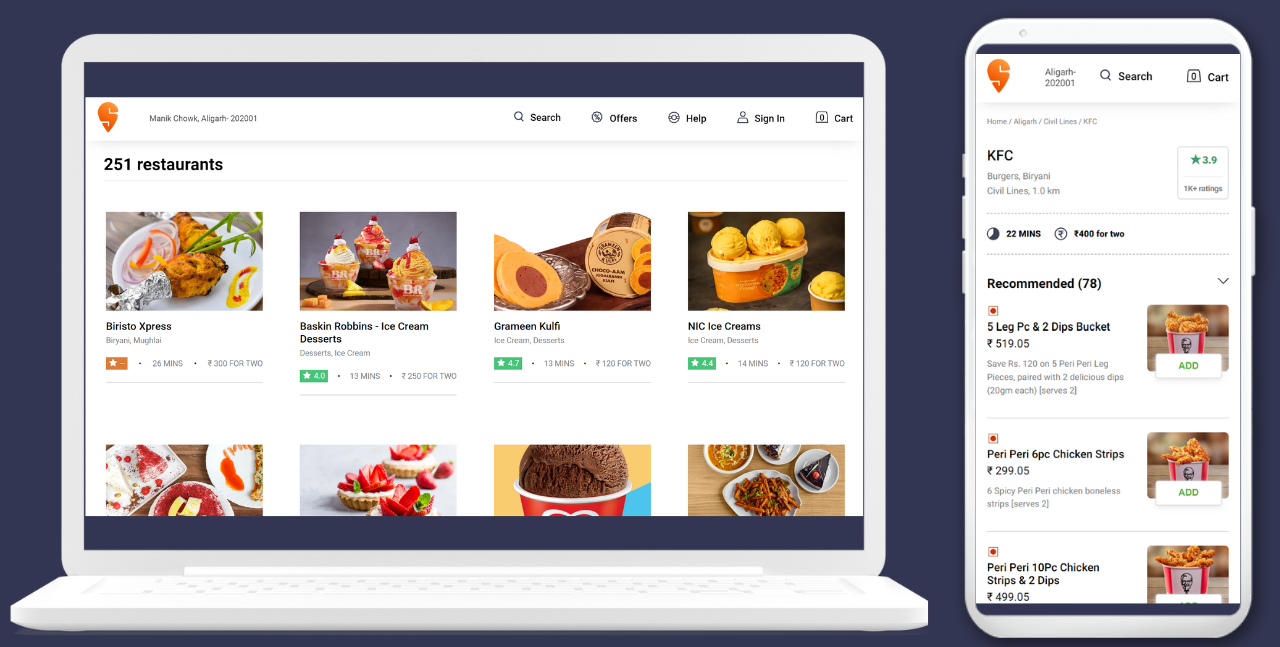 Manik Chowk, Aligarh- 202001
Search
Offers
Help
Sign In
0 Cart
251 restaurants
Biristo Xpress
Biryani, Mughlai
★ -- • 26 MINS • ₹ 300 FOR TWO
BR
BR
BR
Baskin Robbins - Ice Cream
Desserts
Desserts, Ice Cream
★ 4.0 • 13 MINS • ₹ 250 FOR TWO
CHOCO-AAM
Grameen Kulfi
Ice Cream, Desserts
★ 4.7 • 13 MINS • ₹ 120 FOR TWO
NIC Ice Creams
Ice Cream, Desserts
★ 4.4 • 14 MINS • ₹ 120 FOR TWO
Aligarh-
202001
Search
0 Cart
Home / Aligarh / Civil Lines / KFC
KFC
Burgers, Biryani
Civil Lines, 1.0 km
★ 3.9
1K+ ratings
22 MINS
₹ ₹400 for two
Recommended (78)
5 Leg Pc & 2 Dips Bucket
₹ 519.05
Save Rs. 120 on 5 Peri Peri Leg
Pieces, paired with 2 delicious dips
(20gm each) [serves 2]
ADD
Peri Peri 6pc Chicken Strips
₹ 299.05
6 Spicy Peri Peri chicken boneless
strips [serves 2]
ADD
Peri Peri 10Pc Chicken
Strips & 2 Dips
₹ 499.05